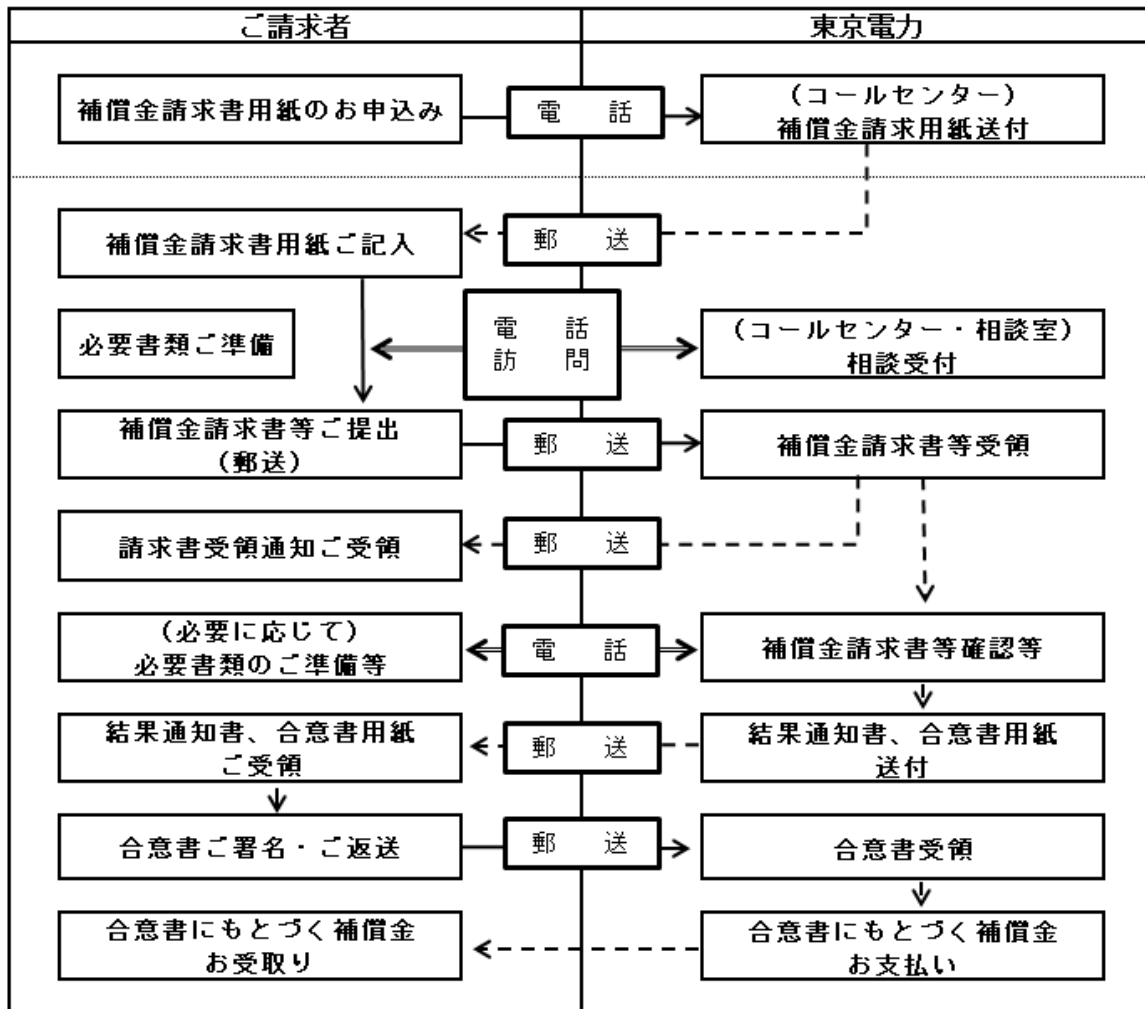 ご請求者
東京電力
補償金請求書用紙のお申込み
電話
(コールセンター)
補償金請求用紙送付
補償金請求書用紙ご記入
郵送
必要書類ご準備
電話
訪問
(コールセンター・相談室)
相談受付
補償金請求書等ご提出
(郵送)
郵送
補償金請求書等受領
請求書受領通知ご受領
郵送
(必要に応じて)
必要書類のご準備等
電話
補償金請求書等確認等
結果通知書、合意書用紙
ご受領
郵送
結果通知書、合意書用紙
送付
合意書ご署名・ご返送
郵送
合意書受領
合意書にもとづく補償金
お受取り
合意書にもとづく補償金
お支払い